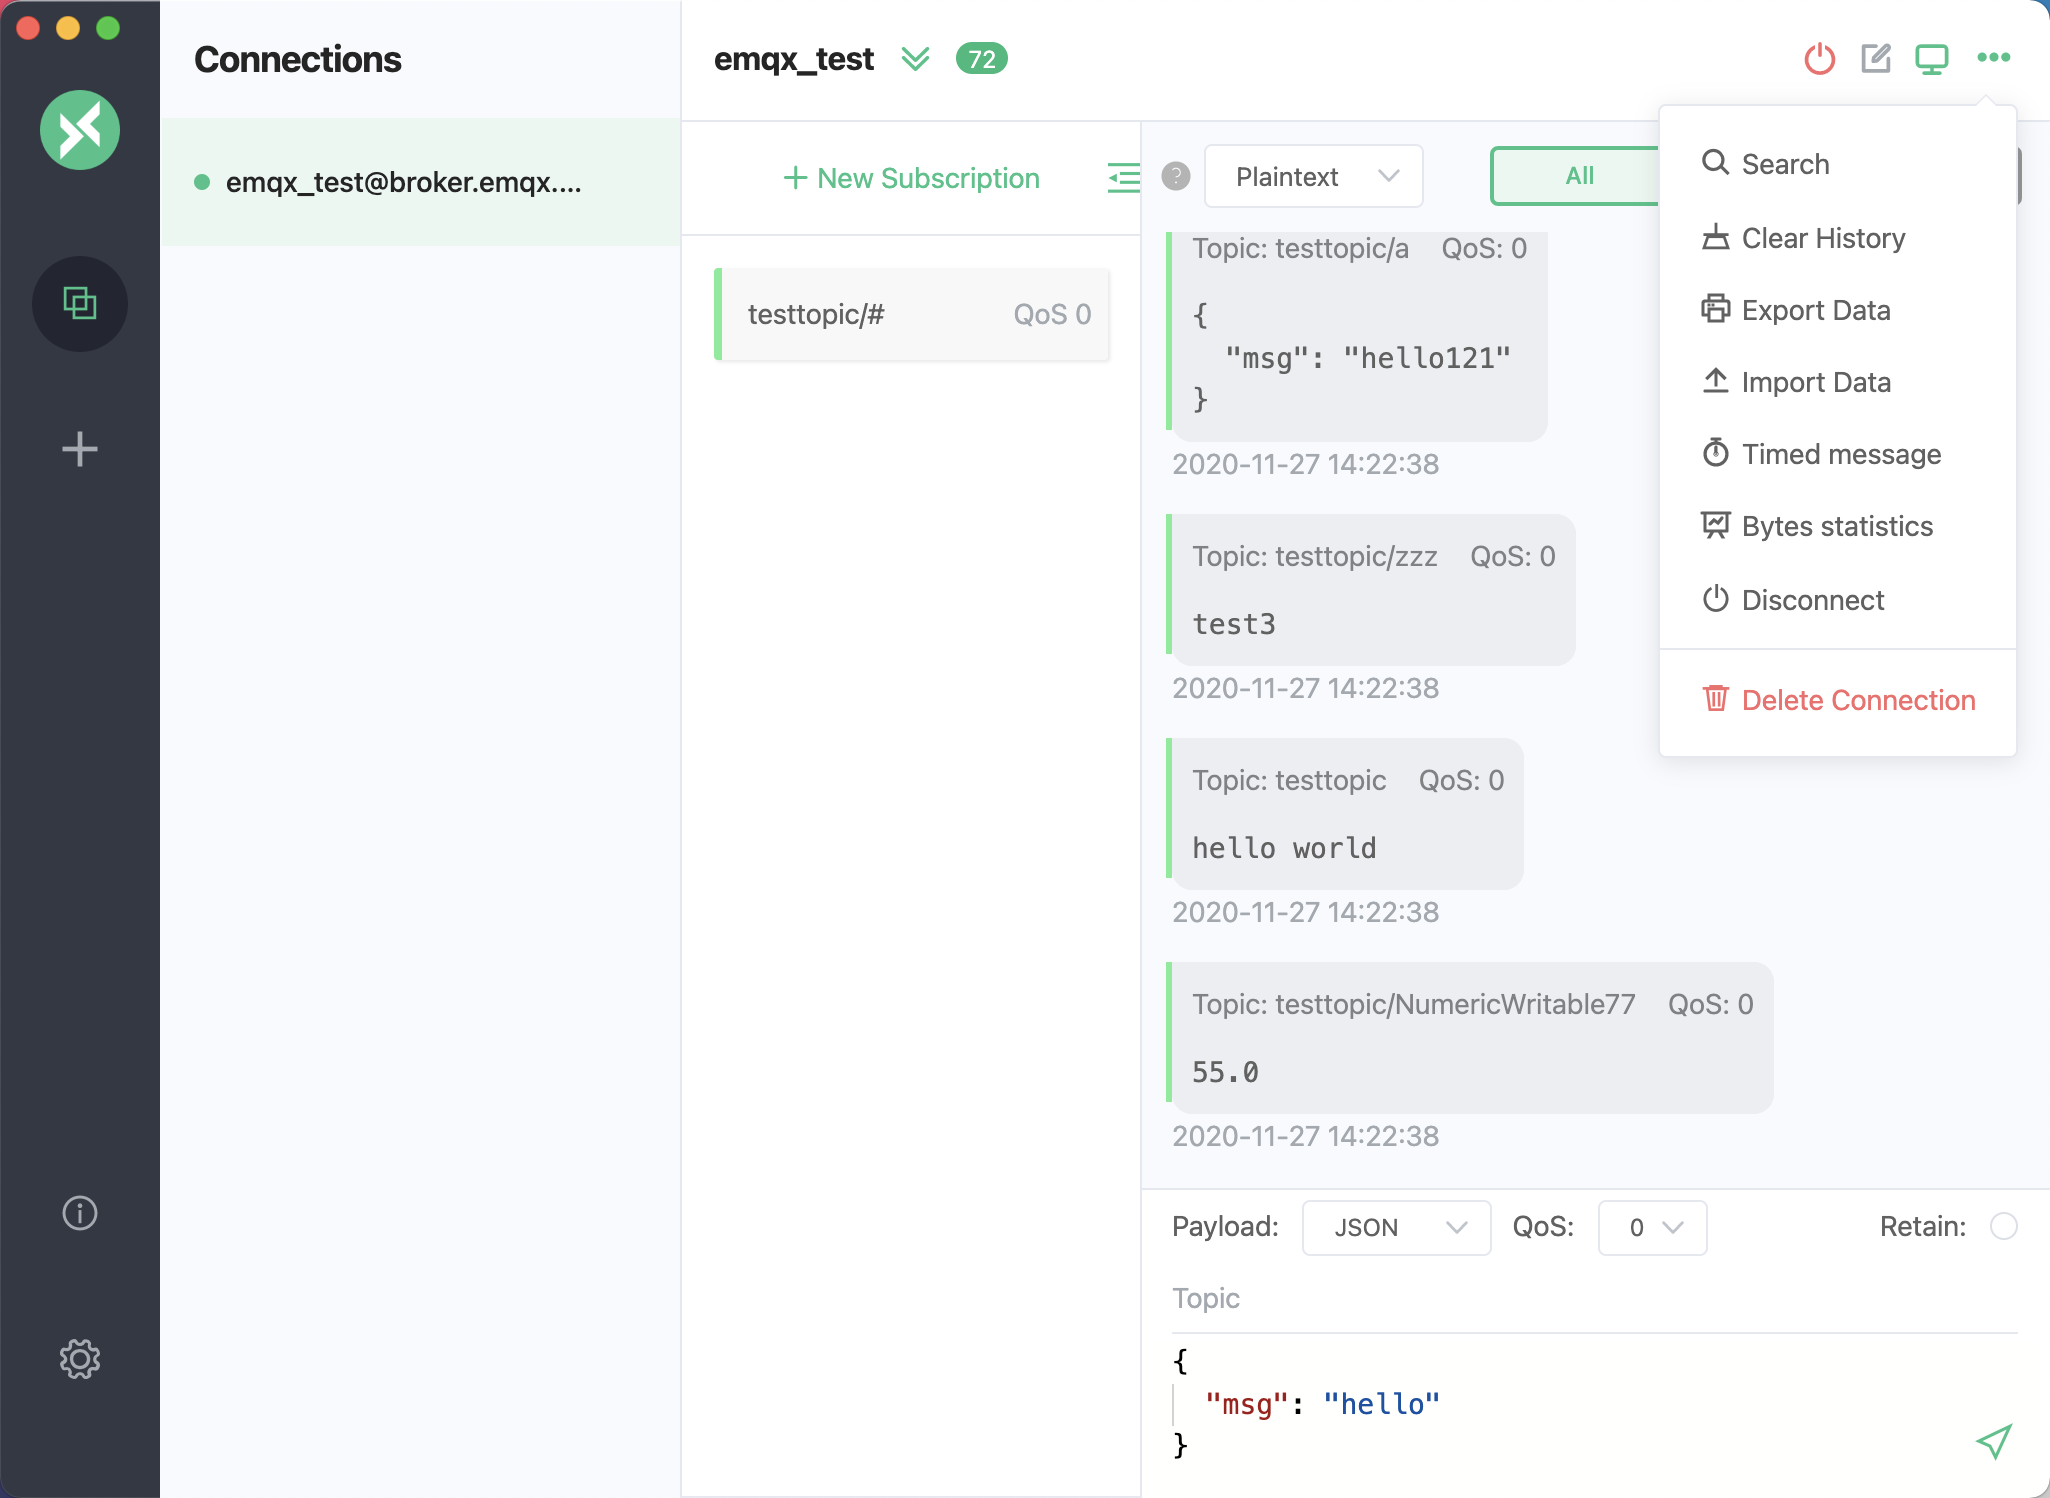 Connections
emqx_test@broker.emqx....
emqx_test 72
+ New Subscription
testtopic/# QoS 0
? Plaintext All
Topic: testtopic/a QoS: 0
{
"msg": "hello121"
}
2020-11-27 14:22:38
Topic: testtopic/zzz QoS: 0
test3
2020-11-27 14:22:38
Topic: testtopic QoS: 0
hello world
2020-11-27 14:22:38
Topic: testtopic/NumericWritable77 QoS: 0
55.0
2020-11-27 14:22:38
Search
Clear History
Export Data
Import Data
Timed message
Bytes statistics
Disconnect
Delete Connection
Payload: JSON QoS: 0 Retain:
Topic
{
"msg": "hello"
}